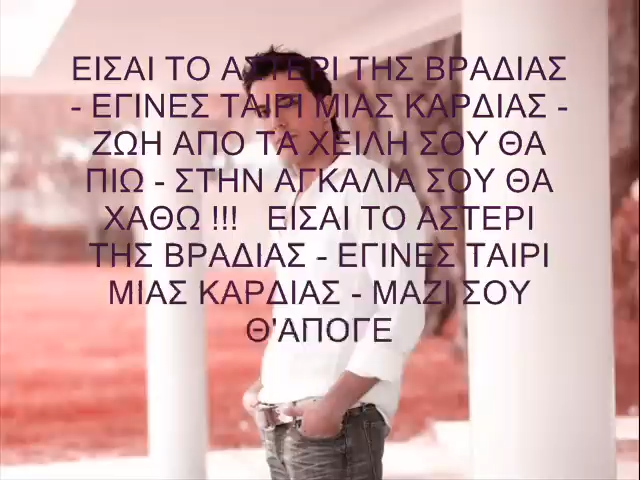 ΕΙΣΑΙ ΤΟ ΑΣΤΕΡΙ ΤΗΣ ΒΡΑΔΙΑΣ
- ΕΓΙΝΕΣ ΤΑΙΡΙ ΜΙΑΣ ΚΑΡΔΙΑΣ -
ΖΩΗ ΑΠΟ ΤΑ ΧΕΙΛΗ ΣΟΥ ΘΑ
ΠΙΩ - ΣΤΗΝ ΑΓΚΑΛΙΑ ΣΟΥ ΘΑ
ΧΑΘΩ !!! ΕΙΣΑΙ ΤΟ ΑΣΤΕΡΙ
ΤΗΣ ΒΡΑΔΙΑΣ - ΕΓΙΝΕΣ ΤΑΙΡΙ
ΜΙΑΣ ΚΑΡΔΙΑΣ - ΜΑΖΙ ΣΟΥ
Θ'ΑΠΟΓΕ